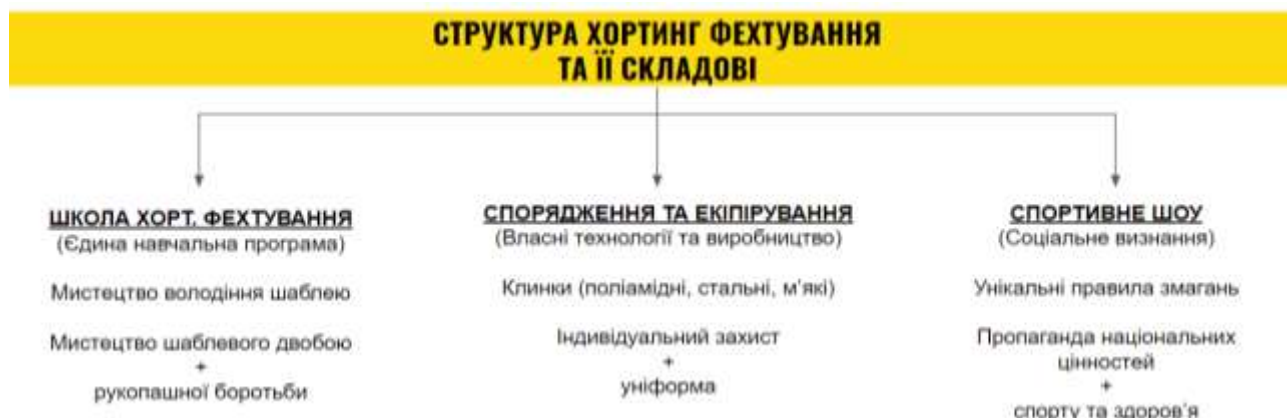 СТРУКТУРА ХОРТИНГ ФЕХТУВАННЯ
ТА ЇЇ СКЛАДОВІ
ШКОЛА ХОРТ. ФЕХТУВАННЯ
(Єдина навчальна програма)
Мистецтво володіння шаблею
Мистецтво шаблевого двобою
+
рукопашної боротьби
СПОРЯДЖЕННЯ ТА ЕКІПІРУВАННЯ
(Власні технології та виробництво)
Клинки (поліамідні, стальні, м'які)
Індивідуальний захист
+
уніформа
СПОРТИВНЕ ШОУ
(Соціальне визнання)
Унікальні правила змагань
Пропаганда національних
цінностей
+
спорту та здоров'я